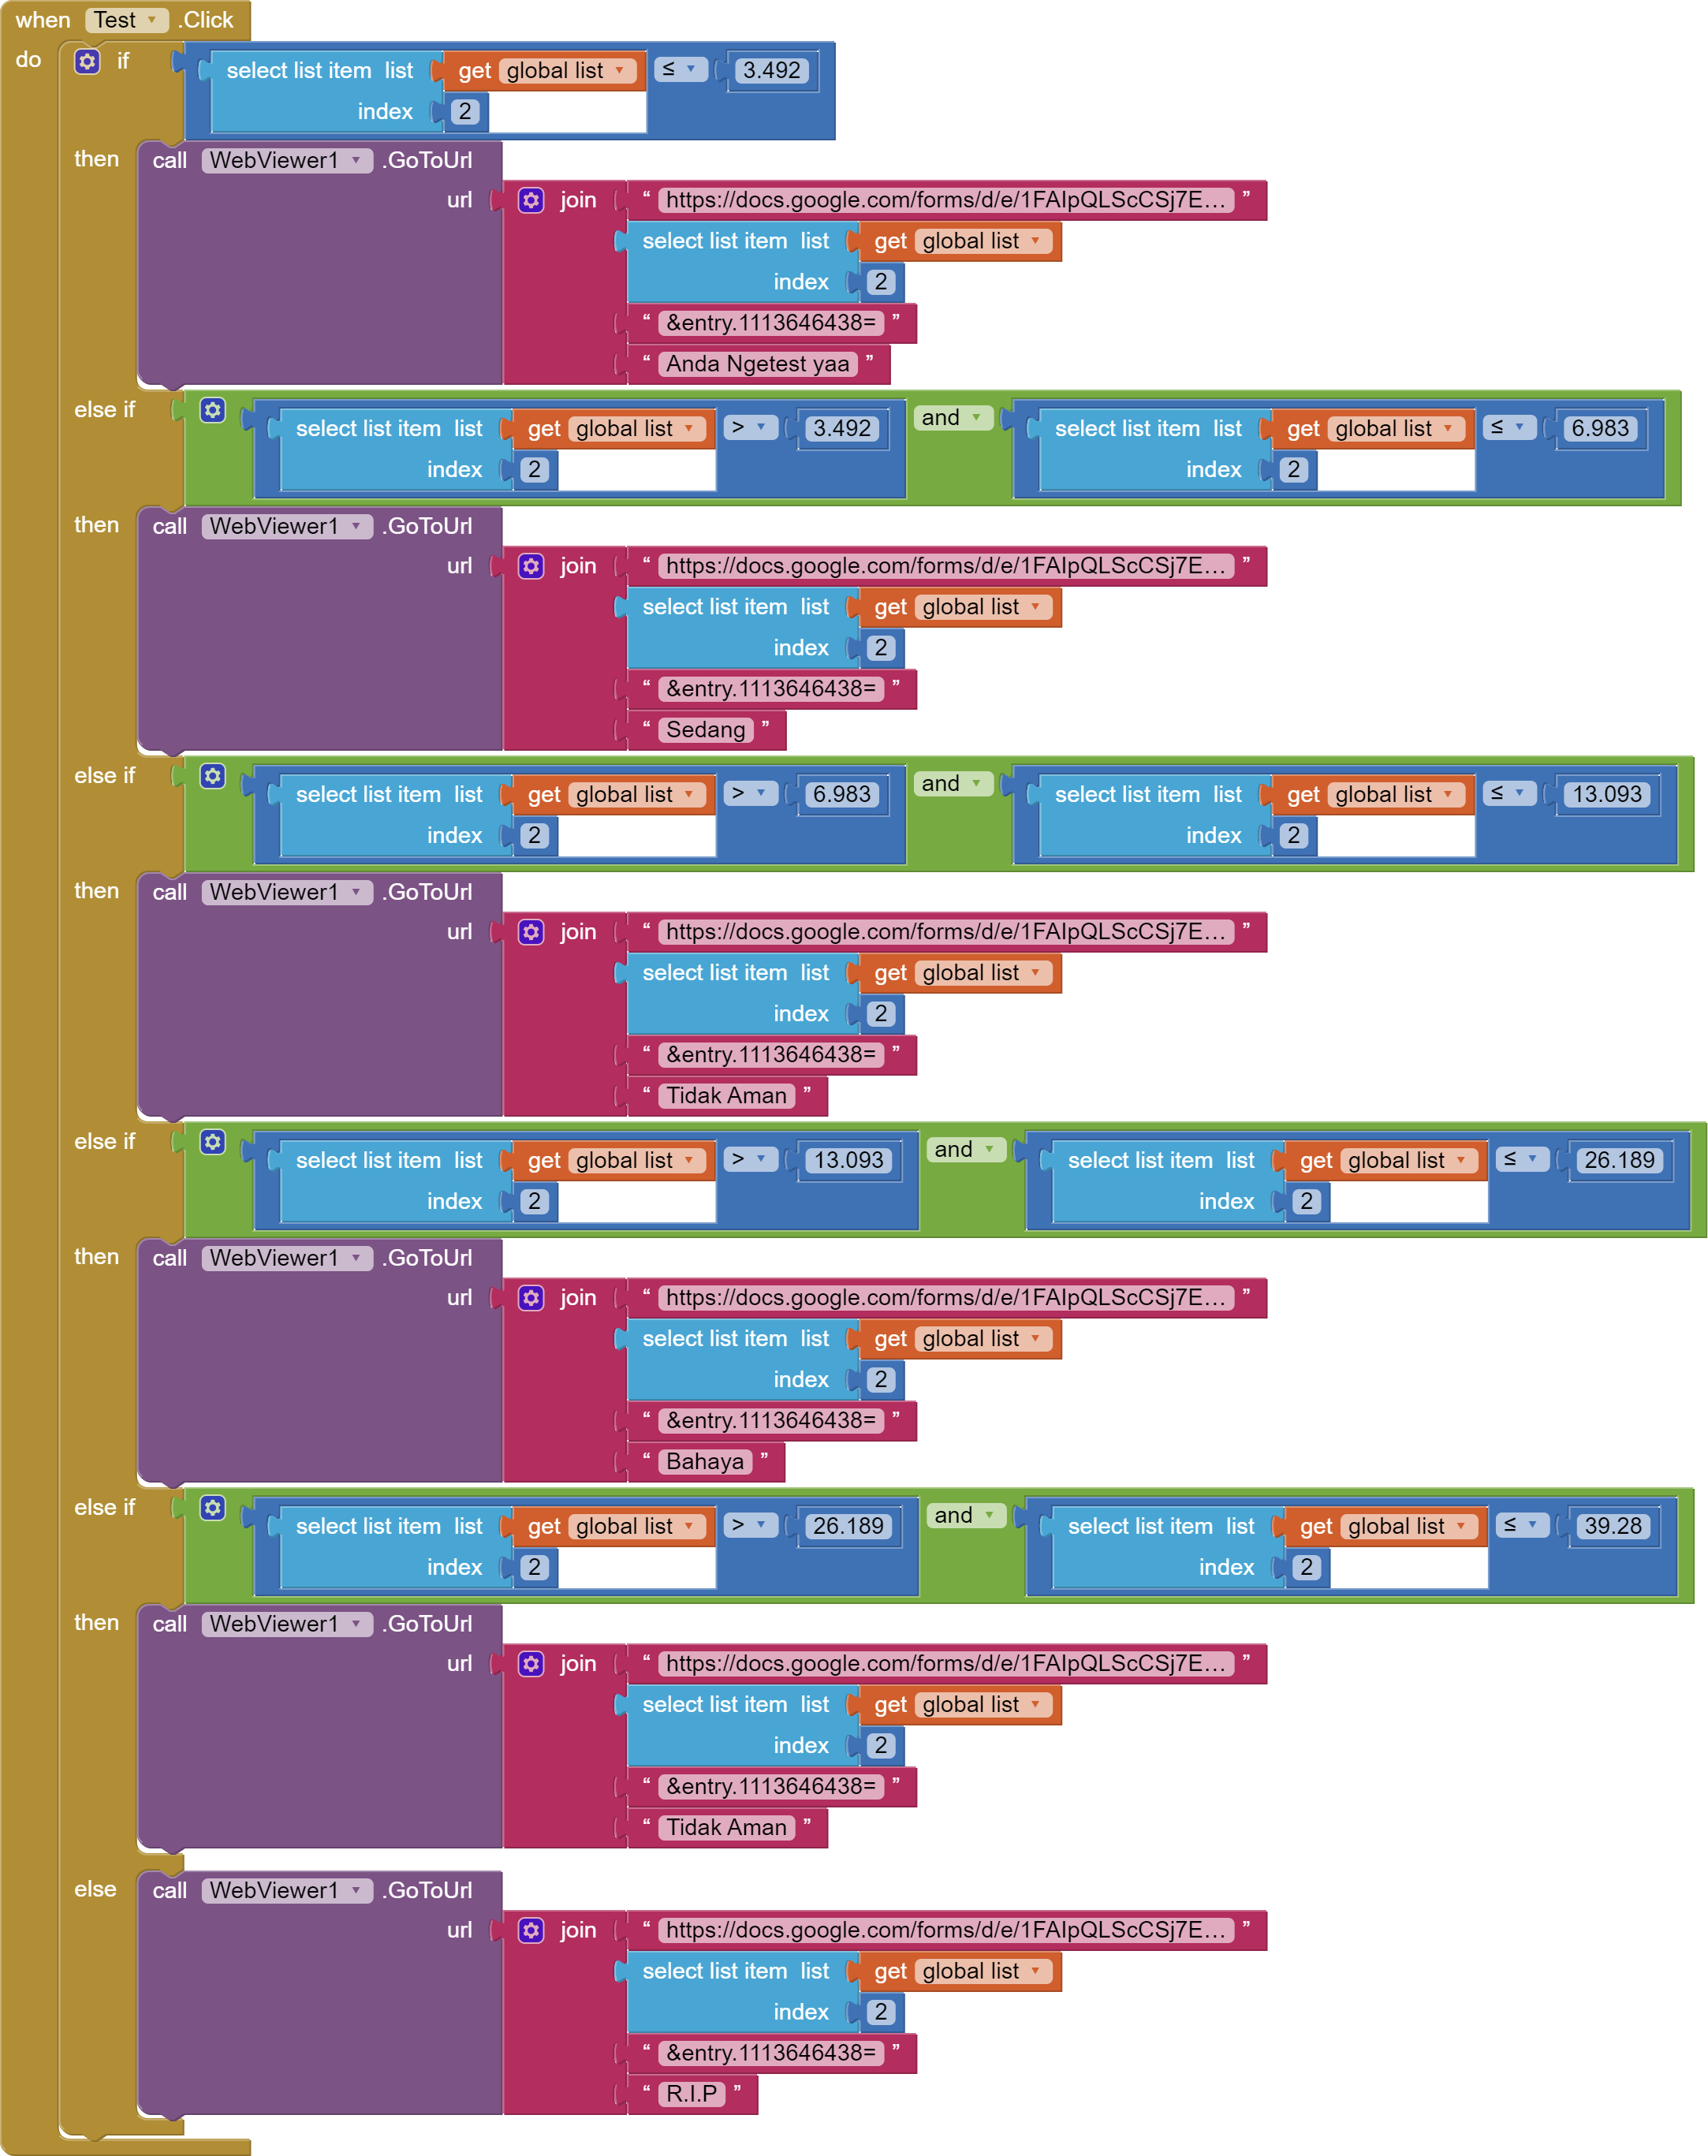 when Test .Click
do if select list item list get global list ≤ 3.492
index 2
then call WebViewer1 .GoToUrl
url join “ https://docs.google.com/forms/d/e/1FAIpQLScCSj7E... ”
select list item list get global list
index 2
“ &entry.1113646438= ”
“ Anda Ngetest yaa ”
else if select list item list get global list > 3.492 and select list item list get global list ≤ 6.983
index 2 index 2
then call WebViewer1 .GoToUrl
url join “ https://docs.google.com/forms/d/e/1FAIpQLScCSj7E... ”
select list item list get global list
index 2
“ &entry.1113646438= ”
“ Sedang ”
else if select list item list get global list > 6.983 and select list item list get global list ≤ 13.093
index 2 index 2
then call WebViewer1 .GoToUrl
url join “ https://docs.google.com/forms/d/e/1FAIpQLScCSj7E... ”
select list item list get global list
index 2
“ &entry.1113646438= ”
“ Tidak Aman ”
else if select list item list get global list > 13.093 and select list item list get global list ≤ 26.189
index 2 index 2
then call WebViewer1 .GoToUrl
url join “ https://docs.google.com/forms/d/e/1FAIpQLScCSj7E... ”
select list item list get global list
index 2
“ &entry.1113646438= ”
“ Bahaya ”
else if select list item list get global list > 26.189 and select list item list get global list ≤ 39.28
index 2 index 2
then call WebViewer1 .GoToUrl
url join “ https://docs.google.com/forms/d/e/1FAIpQLScCSj7E... ”
select list item list get global list
index 2
“ &entry.1113646438= ”
“ Tidak Aman ”
else call WebViewer1 .GoToUrl
url join “ https://docs.google.com/forms/d/e/1FAIpQLScCSj7E... ”
select list item list get global list
index 2
“ &entry.1113646438= ”
“ R.I.P ”